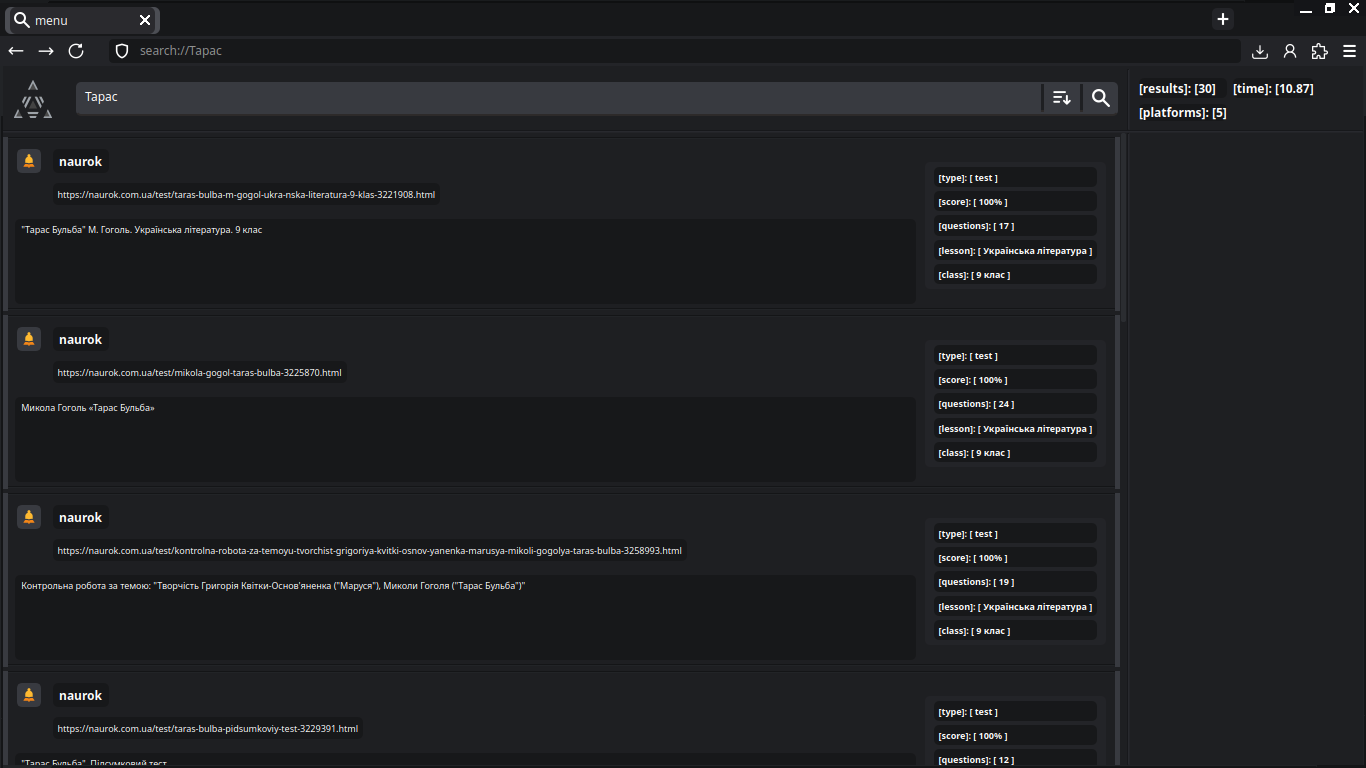 menu
search://Тарас
Тарас
[results]: [30] [time]: [10.87]
[platforms]: [5]
naurok
https://naurok.com.ua/test/taras-bulba-m-gogol-ukra-nska-literatura-9-klas-3221908.html
"Тарас Бульба" М. Гоголь. Українська література. 9 клас
[type]: [ test ]
[score]: [ 100% ]
[questions]: [ 17 ]
[lesson]: [ Українська література ]
[class]: [ 9 клас ]
naurok
https://naurok.com.ua/test/mikola-gogol-taras-bulba-3225870.html
Микола Гоголь «Тарас Бульба»
[type]: [ test ]
[score]: [ 100% ]
[questions]: [ 24 ]
[lesson]: [ Українська література ]
[class]: [ 9 клас ]
naurok
https://naurok.com.ua/test/kontrolna-robota-za-temoyu-tvorchist-grigoriya-kvitki-osnov-yanenka-marusya-mikoli-gogolya-taras-bulba-3258993.html
Контрольна робота за темою: "Творчість Григорія Квітки-Основ'яненка ("Маруся"), Миколи Гоголя ("Тарас Бульба")"
[type]: [ test ]
[score]: [ 100% ]
[questions]: [ 19 ]
[lesson]: [ Українська література ]
[class]: [ 9 клас ]
naurok
https://naurok.com.ua/test/taras-bulba-pidsumkoviy-test-3229391.html
"Тарас Бульба". Підсумковий тест
[type]: [ test ]
[score]: [ 100% ]
[questions]: [ 12 ]